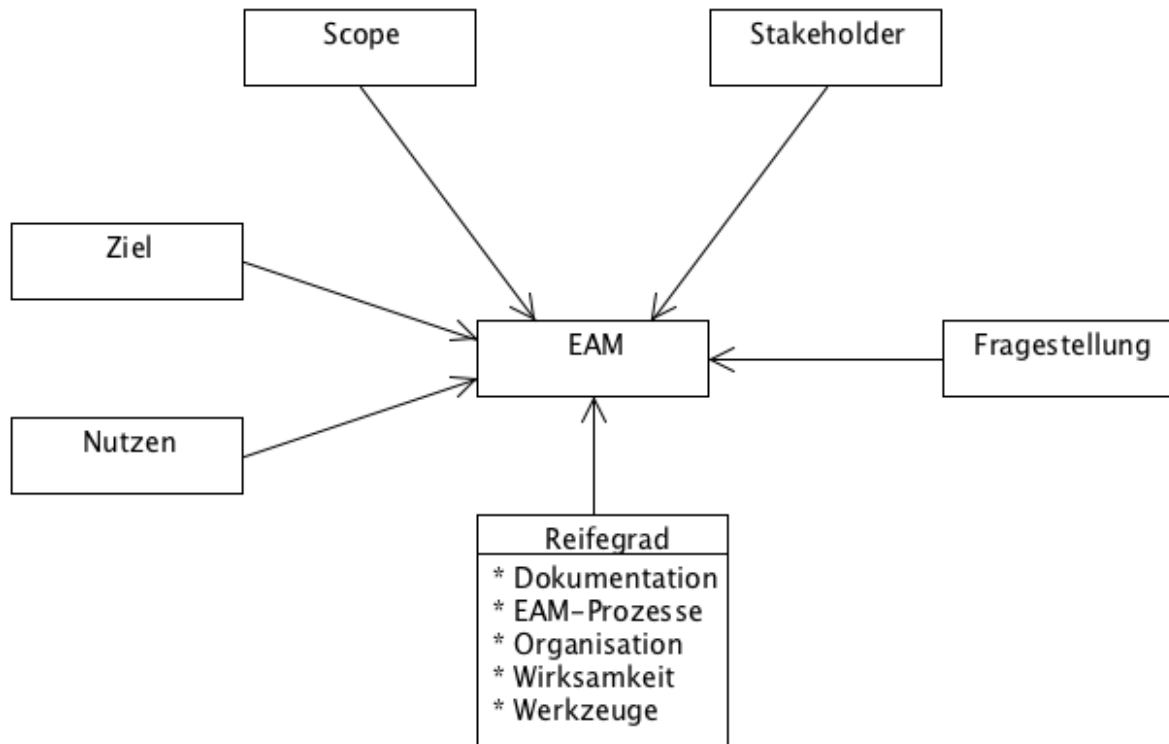 Scope
Stakeholder
Ziel
EAM
Fragestellung
Nutzen
Reifegrad
* Dokumentation
* EAM-Prozesse
* Organisation
* Wirksamkeit
* Werkzeuge